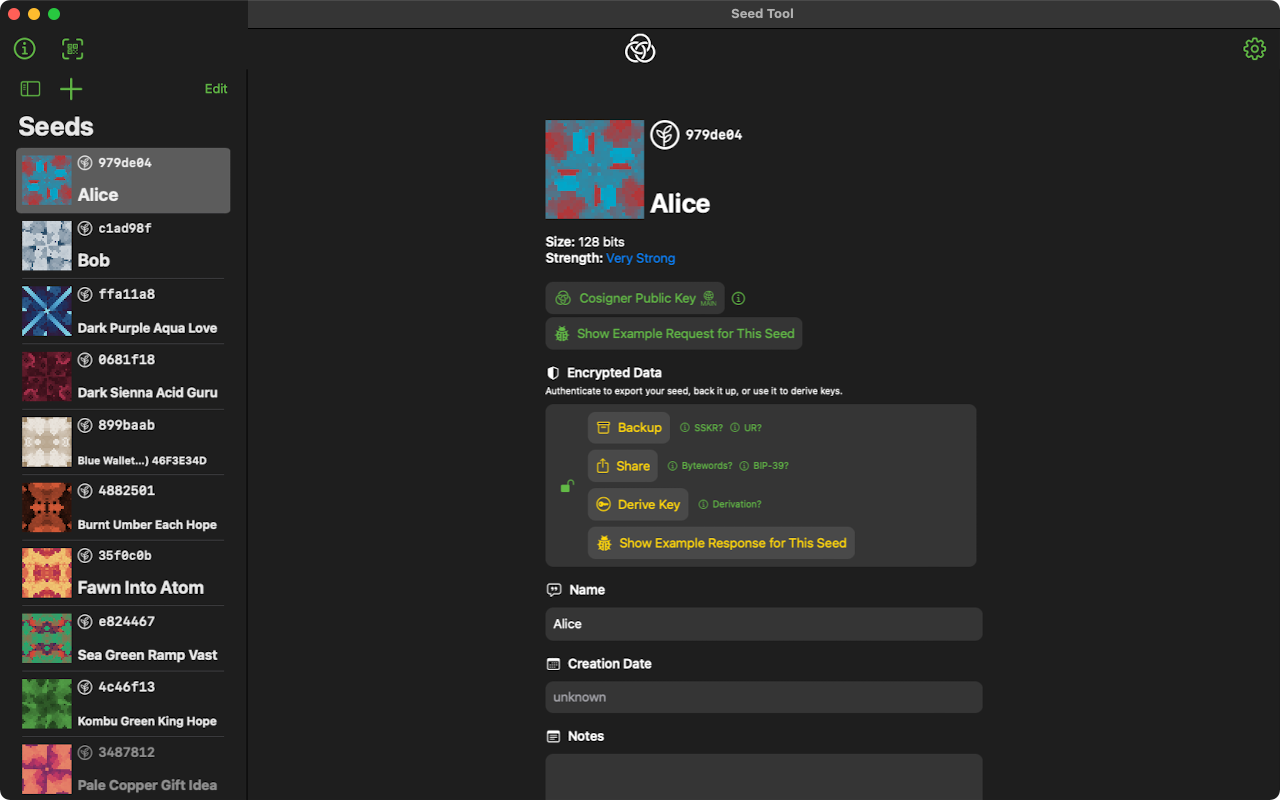 Seed Tool
Edit
Seeds
979de04
Alice
c1ad98f
Bob
ffa11a8
Dark Purple Aqua Love
0681f18
Dark Sienna Acid Guru
899baab
Blue Wallet...) 46F3E34D
4882501
Burnt Umber Each Hope
35f0c0b
Fawn Into Atom
e824467
Sea Green Ramp Vast
4c46f13
Kombu Green King Hope
3487812
Pale Copper Gift Idea
979de04
Alice
Size: 128 bits
Strength: Very Strong
Cosigner Public Key MAIN
Show Example Request for This Seed
Encrypted Data
Authenticate to export your seed, back it up, or use it to derive keys.
Backup SSKR? UR?
Share Bytewords? BIP-39?
Derive Key Derivation?
Show Example Response for This Seed
Name
Alice
Creation Date
unknown
Notes